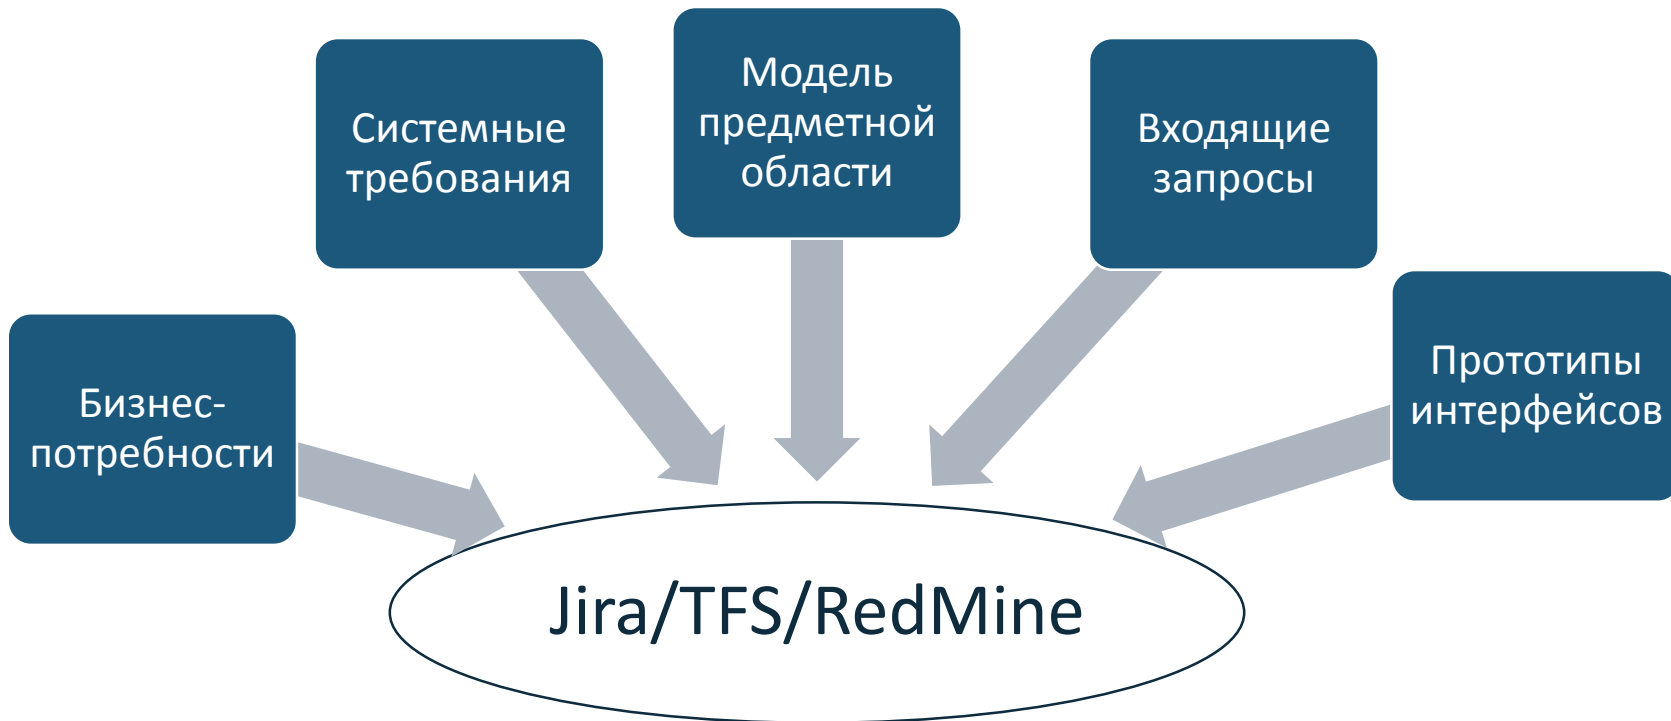 Бизнес-
потребности
Системные
требования
Модель
предметной
области
Входящие
запросы
Прототипы
интерфейсов
Jira/TFS/RedMine